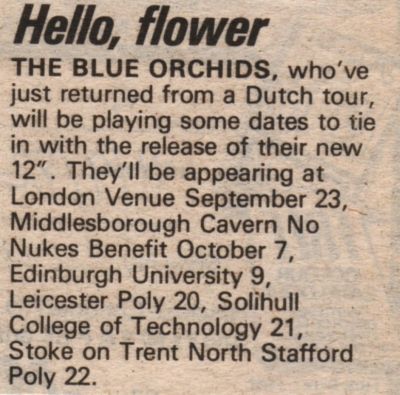 Hello, flower
THE BLUE ORCHIDS, who've
just returned from a Dutch tour,
will be playing some dates to tie
in with the release of their new
12". They'll be appearing at
London Venue September 23,
Middlesborough Cavern No
Nukes Benefit October 7,
Edinburgh University 9,
Leicester Poly 20, Solihull
College of Technology 21,
Stoke on Trent North Stafford
Poly 22.